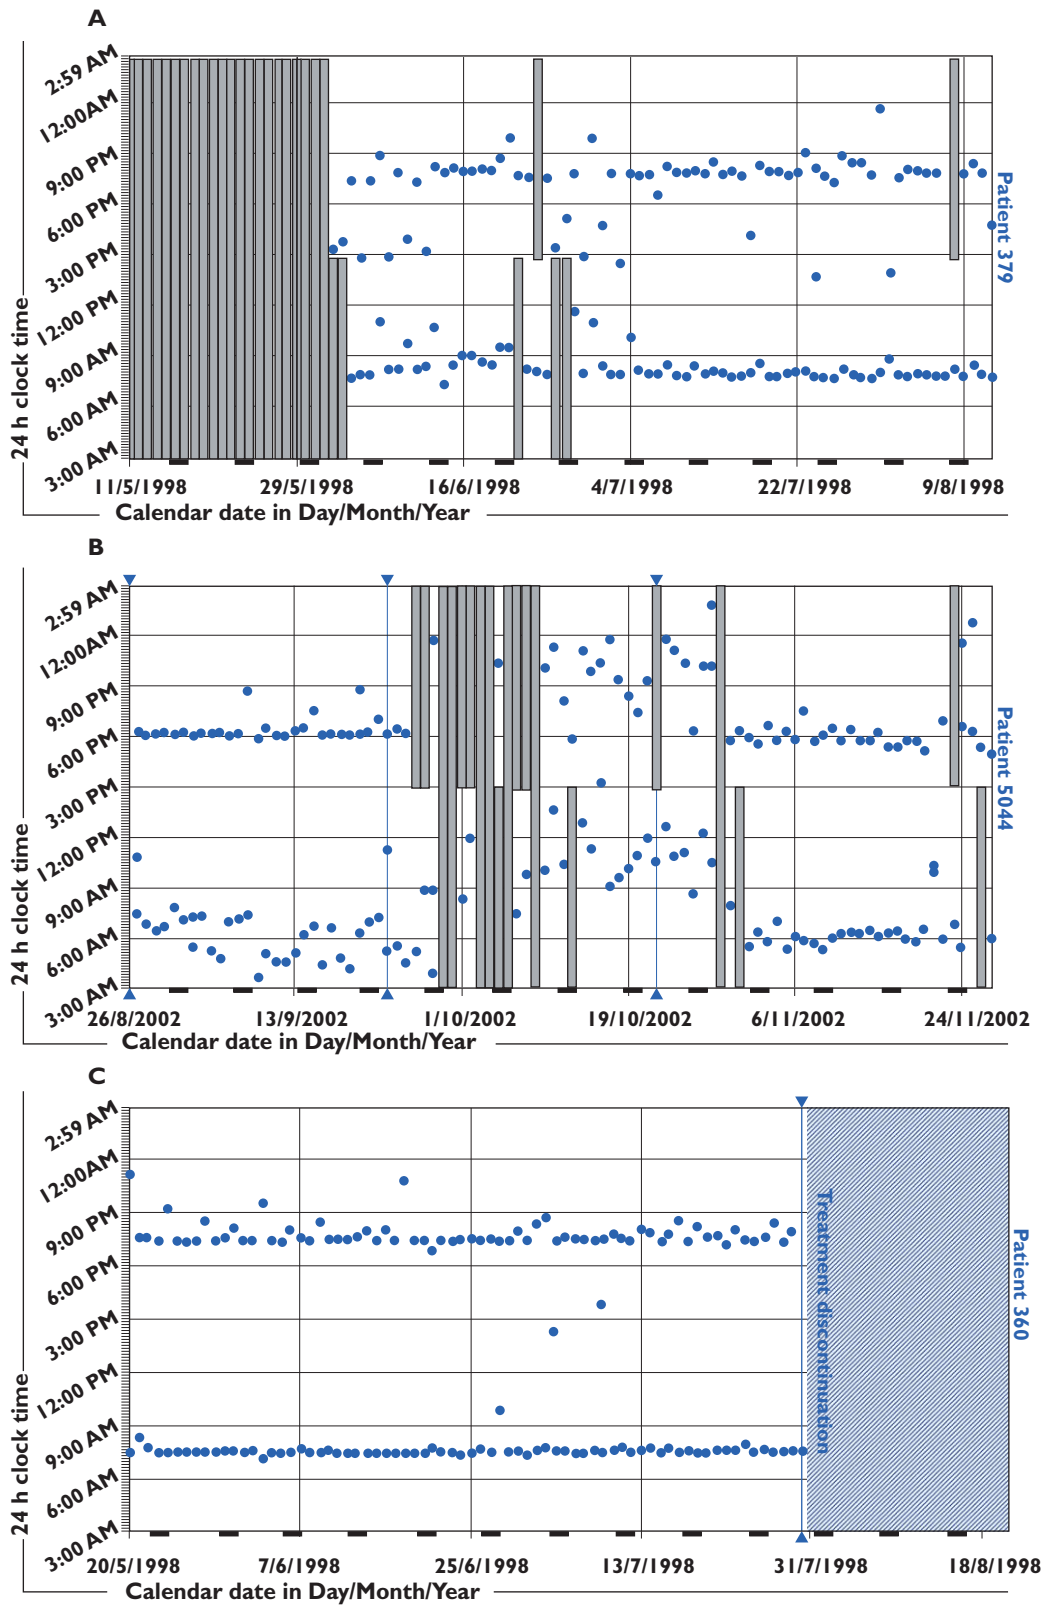 A
2:59 AM
12:00AM
9:00 PM
6:00 PM
3:00 PM
12:00 PM
9:00 AM
6:00 AM
3:00 AM
24 h clock time
Patient 379
11/5/1998 29/5/1998 16/6/1998 4/7/1998 22/7/1998 9/8/1998
Calendar date in Day/Month/Year
B
2:59 AM
12:00AM
9:00 PM
6:00 PM
3:00 PM
12:00 PM
9:00 AM
6:00 AM
3:00 AM
24 h clock time
Patient 5044
26/8/2002 13/9/2002 1/10/2002 19/10/2002 6/11/2002 24/11/2002
Calendar date in Day/Month/Year
C
2:59 AM
12:00AM
9:00 PM
6:00 PM
3:00 PM
12:00 PM
9:00 AM
6:00 AM
3:00 AM
24 h clock time
Treatment discontinuation
Patient 360
20/5/1998 7/6/1998 25/6/1998 13/7/1998 31/7/1998 18/8/1998
Calendar date in Day/Month/Year